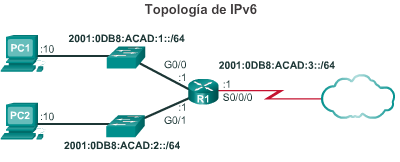 Topología de IPv6
2001:0DB8:ACAD:1::/64
PC1
:10
G0/0
:1
2001:0DB8:ACAD:3::/64
:1
R1
S0/0/0
:1
G0/1
PC2
:10
2001:0DB8:ACAD:2::/64